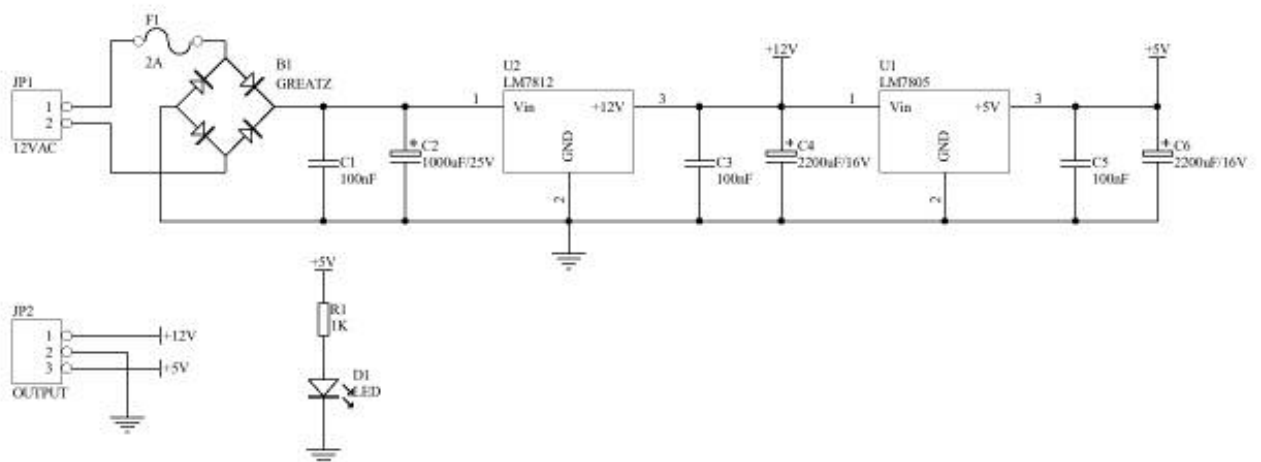 F1
2A
JP1
1
2
12VAC
B1
GREATZ
C1
100nF
C2
1000uF/25V
U2
LM7812
1
Vin
+12V
3
GND
2
C3
100nF
+12V
C4
2200uF/16V
U1
LM7805
1
Vin
+5V
3
GND
2
C5
100nF
+5V
C6
2200uF/16V
JP2
1
2
3
OUTPUT
+12V
+5V
+5V
R1
1K
D1
LED